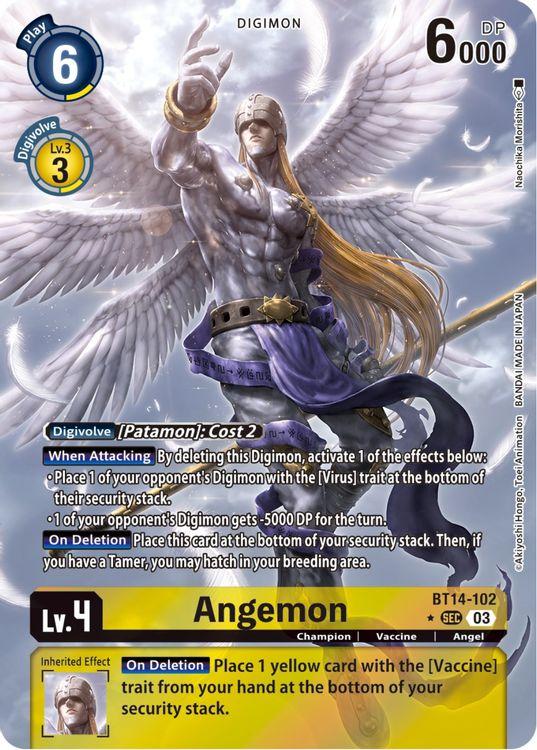 DIGIMON
Play
6
6000
DP
Digivolve
Lv.3
3
Naochika Morishita
BANDAI MADE IN JAPAN
©Akiyoshi Hongo, Toei Animation
Digivolve [Patamon]: Cost 2
When Attacking By deleting this Digimon, activate 1 of the effects below:
・Place 1 of your opponent's Digimon with the [Virus] trait at the bottom of
their security stack.
・1 of your opponent's Digimon gets -5000 DP for the turn.
On Deletion Place this card at the bottom of your security stack. Then, if
you have a Tamer, you may hatch in your breeding area.
Lv.4
Angemon
BT14-102
★ SEC 03
Champion | Vaccine | Angel
Inherited Effect
On Deletion Place 1 yellow card with the [Vaccine]
trait from your hand at the bottom of your
security stack.